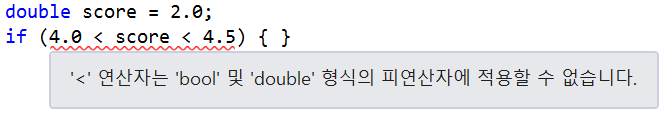 double score = 2.0;
if (4.0 < score < 4.5) { }
'<' 연산자는 'bool' 및 'double' 형식의 피연산자에 적용할 수 없습니다.